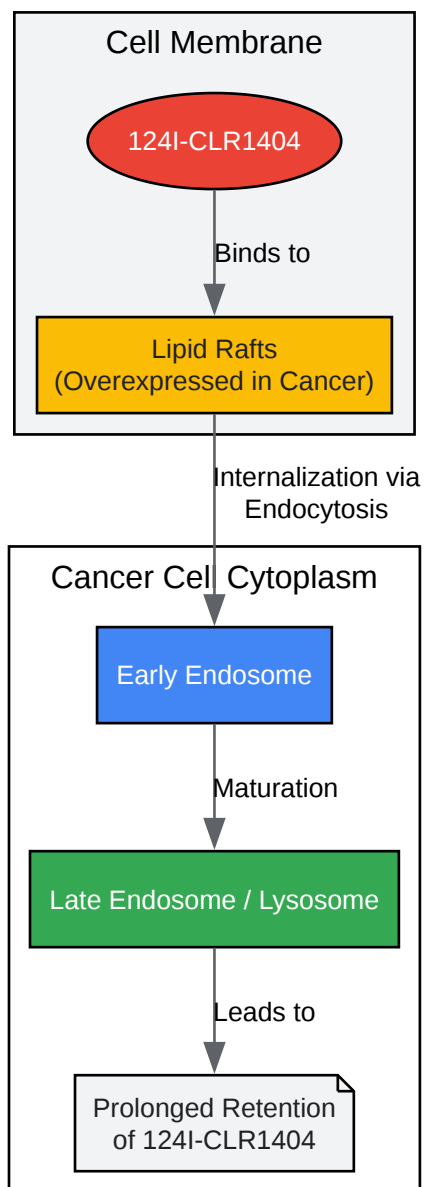 Cell Membrane
124I-CLR1404
Binds to
Lipid Rafts
(Overexpressed in Cancer)
Internalization via
Endocytosis
Cancer Cell Cytoplasm
Early Endosome
Maturation
Late Endosome / Lysosome
Leads to
Prolonged Retention
of 124I-CLR1404